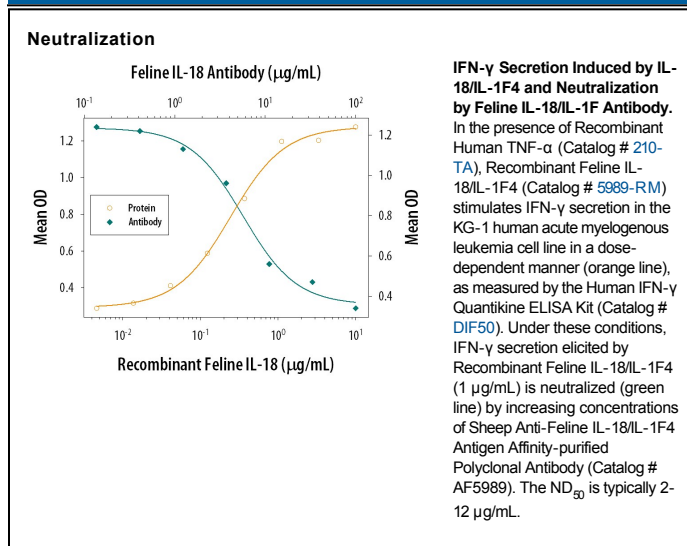 Neutralization
Feline IL-18 Antibody (µg/mL)
10-1 100 101 102
1.2
1.0
0.8
0.6
0.4
Mean OD
Protein
Antibody
1.2
1.0
0.8
0.6
0.4
Mean OD
10-2 10-1 100 101
Recombinant Feline IL-18 (µg/mL)
IFN-γ Secretion Induced by IL-
18/IL-1F4 and Neutralization
by Feline IL-18/IL-1F Antibody.
In the presence of Recombinant
Human TNF-α (Catalog # 210-
TA), Recombinant Feline IL-
18/IL-1F4 (Catalog # 5989-RM)
stimulates IFN-γ secretion in the
KG-1 human acute myelogenous
leukemia cell line in a dose-
dependent manner (orange line),
as measured by the Human IFN-γ
Quantikine ELISA Kit (Catalog #
DIF50). Under these conditions,
IFN-γ secretion elicited by
Recombinant Feline IL-18/IL-1F4
(1 µg/mL) is neutralized (green
line) by increasing concentrations
of Sheep Anti-Feline IL-18/IL-1F4
Antigen Affinity-purified
Polyclonal Antibody (Catalog #
AF5989). The ND50 is typically 2-
12 µg/mL.